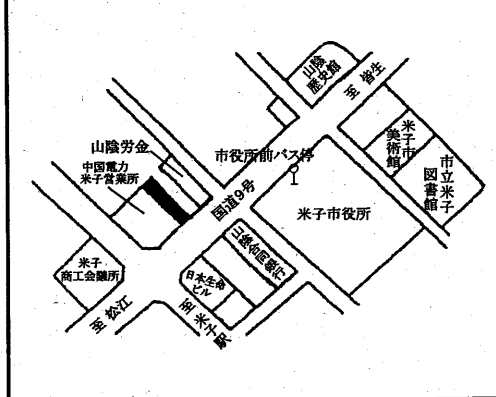 山陰
歴史館
至 皆生
米子市
美術館
市立米子
図書館
山陰労金
中国電力
米子営業所
市役所前バス停
国道9号
米子市役所
山陰合同銀行
日本生命
ビル
米子
商工会議所
至 松江
至 米子駅